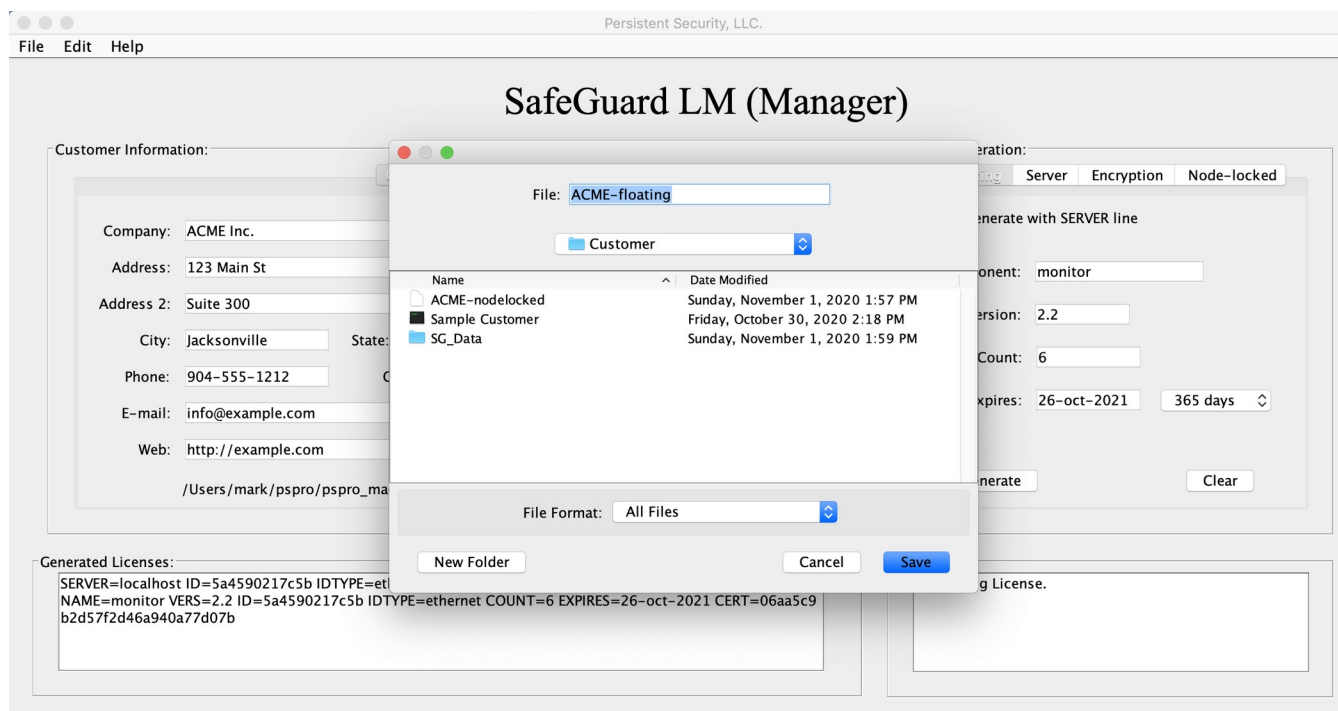 Persistent Security, LLC.
File Edit Help
SafeGuard LM (Manager)
Customer Information:
Company: ACME Inc.
Address: 123 Main St
Address 2: Suite 300
City: Jacksonville State:
Phone: 904-555-1212
E-mail: info@example.com
Web: http://example.com
/Users/mark/pspro/pspro_ma
File: ACME-floating
Customer
Name Date Modified
ACME-nodelocked Sunday, November 1, 2020 1:57 PM
Sample Customer Friday, October 30, 2020 2:18 PM
SG_Data Sunday, November 1, 2020 1:59 PM
File Format: All Files
New Folder Cancel Save
eration:
ing Server Encryption Node-locked
enerate with SERVER line
onent: monitor
ersion: 2.2
Count: 6
xpires: 26-oct-2021 365 days
nerate Clear
Generated Licenses:
SERVER=localhost ID=5a4590217c5b IDTYPE=et
NAME=monitor VERS=2.2 ID=5a4590217c5b IDTYPE=ethernet COUNT=6 EXPIRES=26-oct-2021 CERT=06aa5c9
b2d57f2d46a940a77d07b
g License.